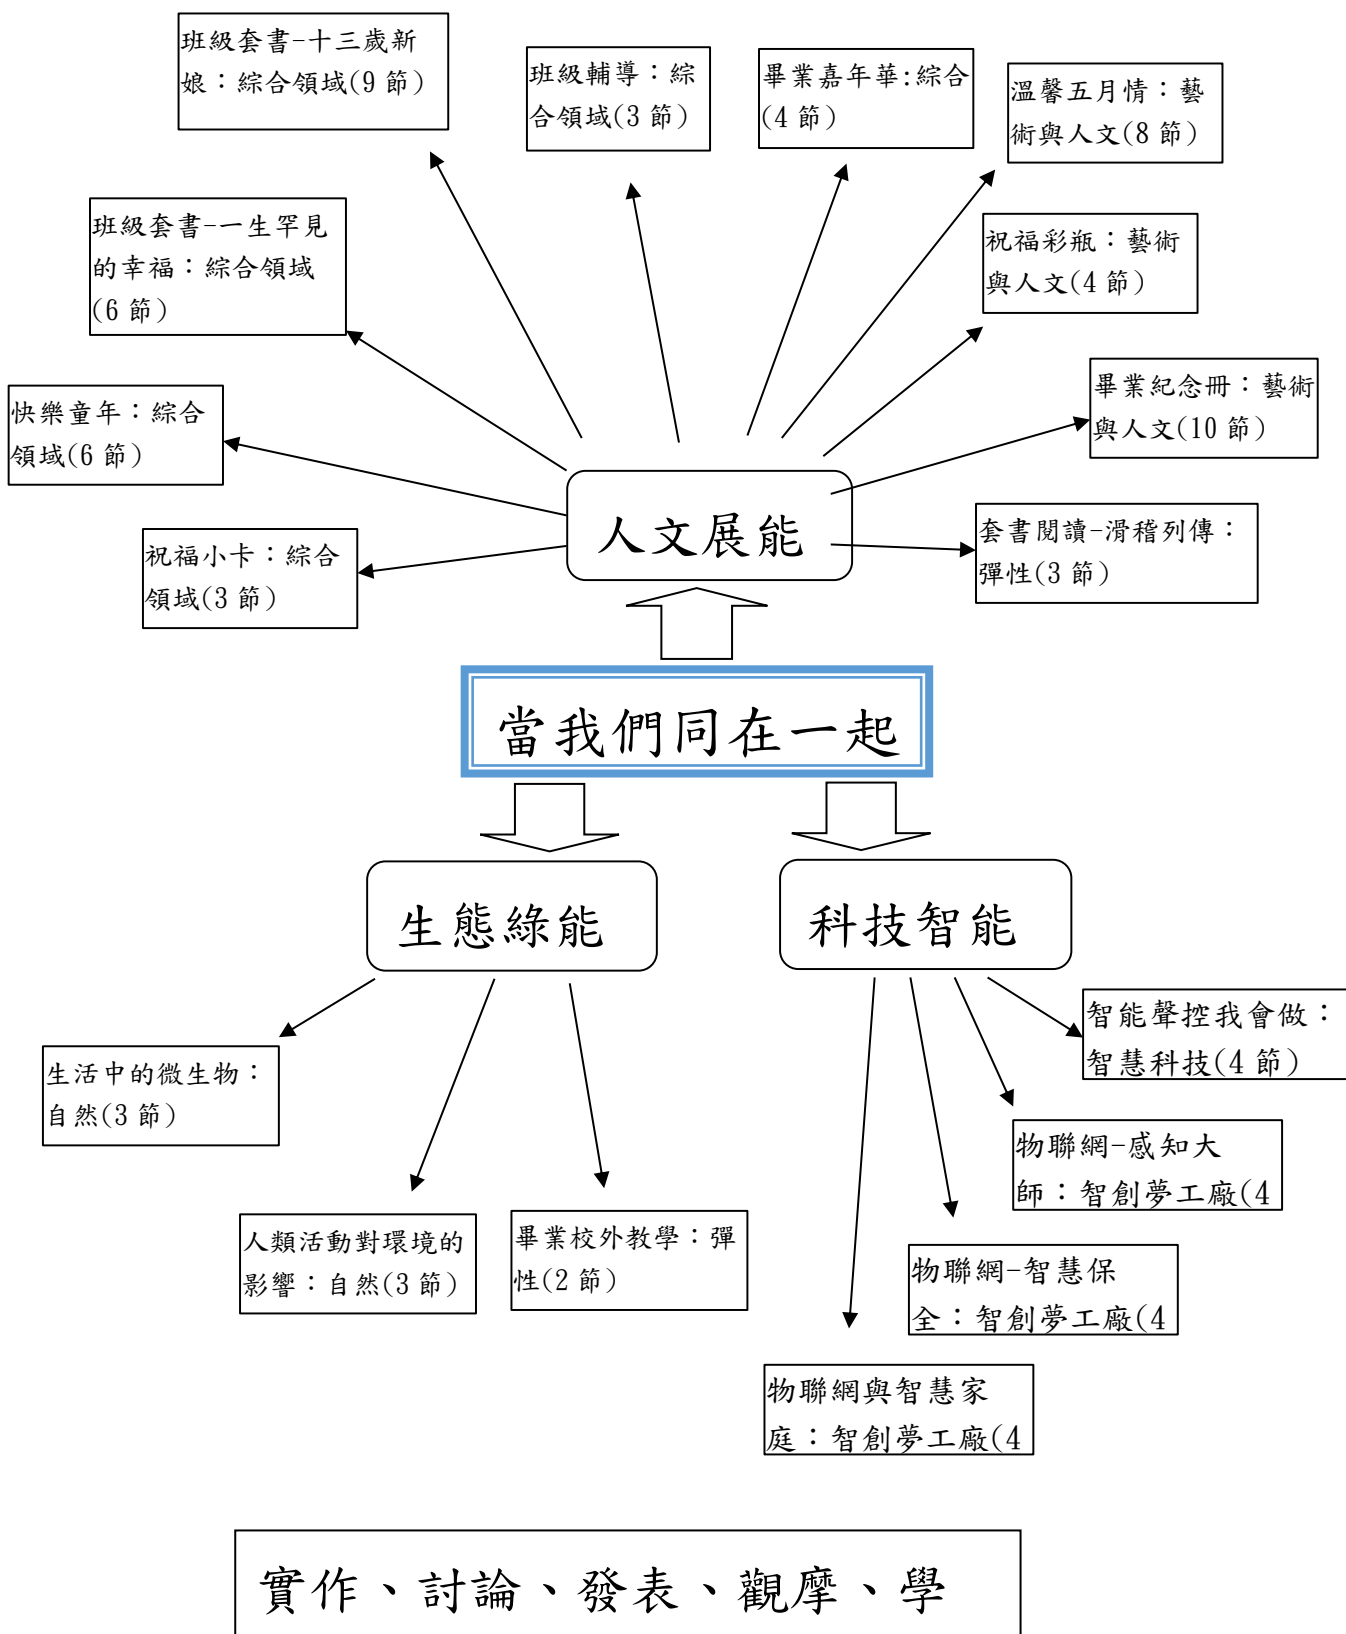 班級套書-十三歲新
娘：綜合領域(9 節)
班級輔導：綜
合領域(3 節)
畢業嘉年華:綜合
(4 節)
溫馨五月情：藝
術與人文(8 節)
班級套書-一生罕見
的幸福：綜合領域
(6 節)
祝福彩瓶：藝術
與人文(4 節)
快樂童年：綜合
領域(6 節)
畢業紀念冊：藝術
與人文(10 節)
祝福小卡：綜合
領域(3 節)
人文展能
套書閱讀-滑稽列傳：
彈性(3 節)
當我們同在一起
生態綠能
科技智能
生活中的微生物：
自然(3 節)
人類活動對環境的
影響：自然(3 節)
畢業校外教學：彈
性(2 節)
智能聲控我會做：
智慧科技(4 節)
物聯網-感知大
師：智創夢工廠(4
物聯網-智慧保
全：智創夢工廠(4
物聯網與智慧家
庭：智創夢工廠(4
實作、討論、發表、觀摩、學